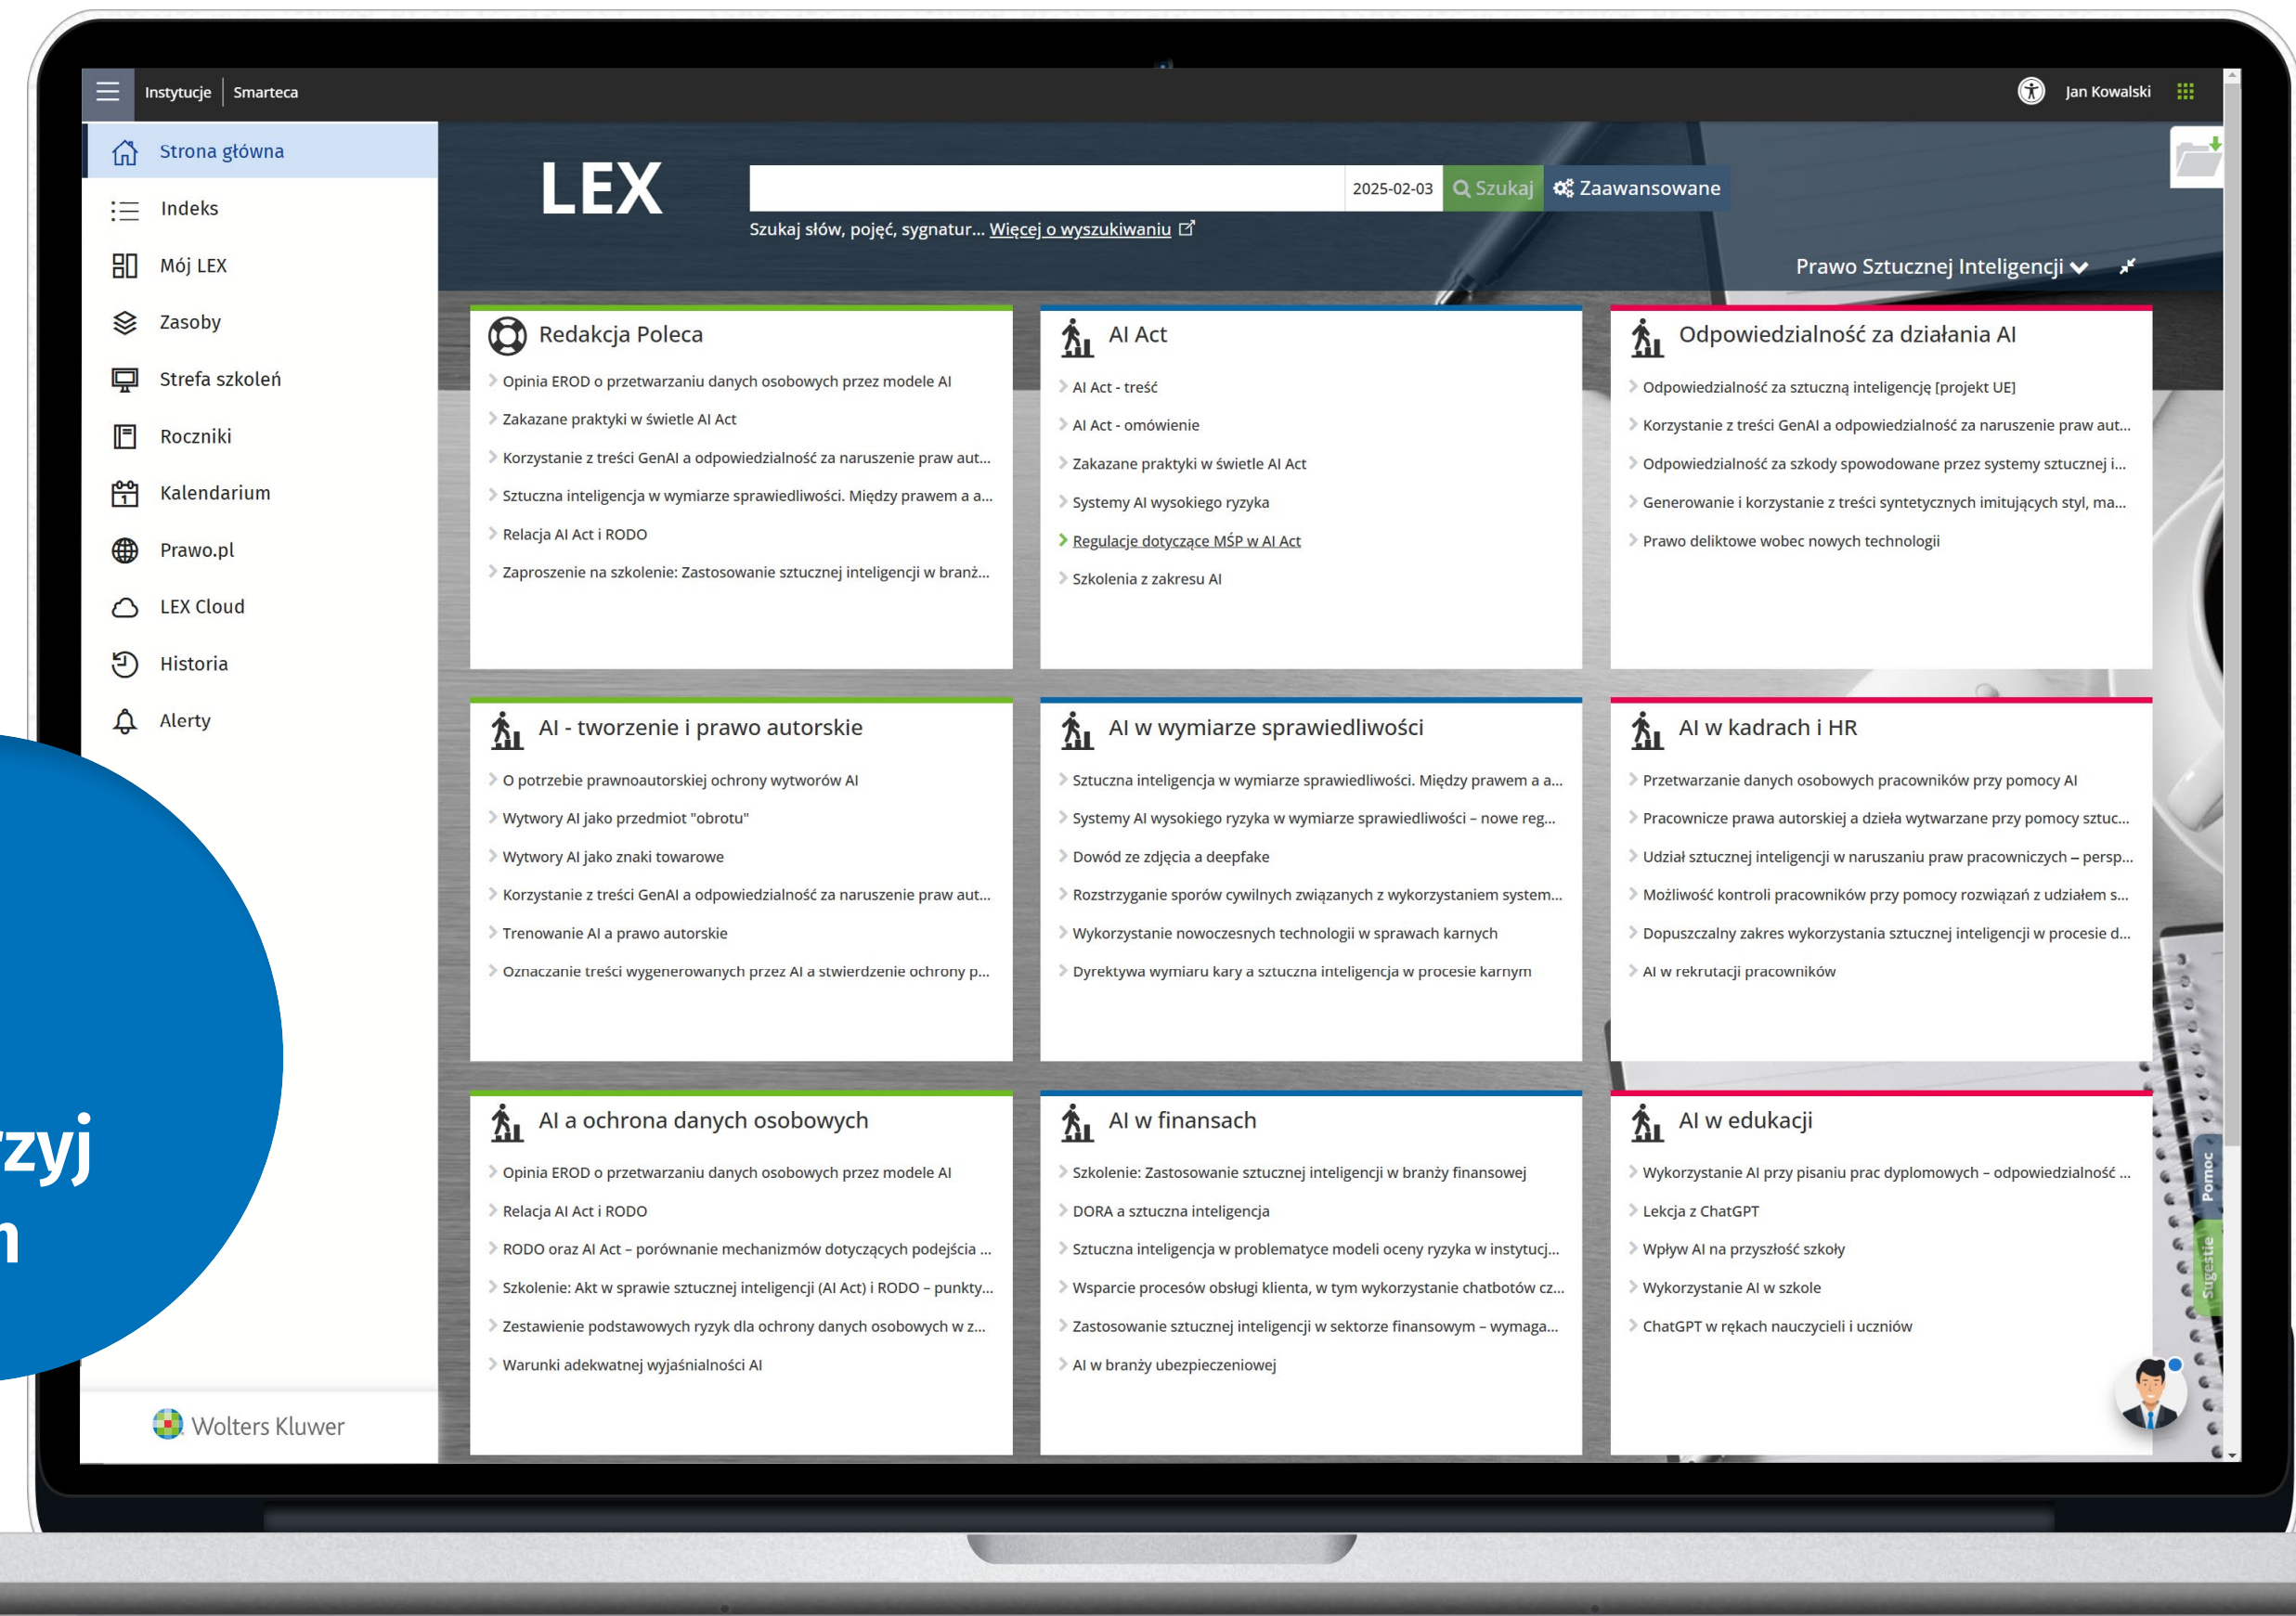 Instytucje Smarteca
Jan Kowalski
Strona główna
Indeks
Mój LEX
Zasoby
Strefa szkoleń
Roczniki
Kalendarium
Prawo.pl
LEX Cloud
Historia
Alerty
Wolters Kluwer
rzyj
LEX
2025-02-03 Szukaj Zaawansowane
Szukaj słów, pojęć, sygnatur... Więcej o wyszukiwaniu
Prawo Sztucznej Inteligencji
Redakcja Poleca
Opinia EROD o przetwarzaniu danych osobowych przez modele AI
Zakazane praktyki w świetle AI Act
Korzystanie z treści GenAI a odpowiedzialność za naruszenie praw aut...
Sztuczna inteligencja w wymiarze sprawiedliwości. Między prawem a a...
Relacja AI Act i RODO
Zaproszenie na szkolenie: Zastosowanie sztucznej inteligencji w branż...
AI Act
AI Act - treść
AI Act - omówienie
Zakazane praktyki w świetle AI Act
Systemy AI wysokiego ryzyka
Regulacje dotyczące MŚP w AI Act
Szkolenia z zakresu AI
Odpowiedzialność za działania AI
Odpowiedzialność za sztuczną inteligencję [projekt UE]
Korzystanie z treści GenAI a odpowiedzialność za naruszenie praw aut...
Odpowiedzialność za szkody spowodowane przez systemy sztucznej i...
Generowanie i korzystanie z treści syntetycznych imitujących styl, ma...
Prawo deliktowe wobec nowych technologii
AI - tworzenie i prawo autorskie
O potrzebie prawnoautorskiej ochrony wytworów AI
Wytwory AI jako przedmiot "obrotu"
Wytwory AI jako znaki towarowe
Korzystanie z treści GenAI a odpowiedzialność za naruszenie praw aut...
Trenowanie AI a prawo autorskie
Oznaczanie treści wygenerowanych przez AI a stwierdzenie ochrony p...
AI w wymiarze sprawiedliwości
Sztuczna inteligencja w wymiarze sprawiedliwości. Między prawem a a...
Systemy AI wysokiego ryzyka w wymiarze sprawiedliwości – nowe reg...
Dowód ze zdjęcia a deepfake
Rozstrzyganie sporów cywilnych związanych z wykorzystaniem system...
Wykorzystanie nowoczesnych technologii w sprawach karnych
Dyrektywa wymiaru kary a sztuczna inteligencja w procesie karnym
AI w kadrach i HR
Przetwarzanie danych osobowych pracowników przy pomocy AI
Pracownicze prawa autorskiej a dzieła wytwarzane przy pomocy sztuc...
Udział sztucznej inteligencji w naruszaniu praw pracowniczych – persp...
Możliwość kontroli pracowników przy pomocy rozwiązań z udziałem s...
Dopuszczalny zakres wykorzystania sztucznej inteligencji w procesie d...
AI w rekrutacji pracowników
AI a ochrona danych osobowych
Opinia EROD o przetwarzaniu danych osobowych przez modele AI
Relacja AI Act i RODO
RODO oraz AI Act – porównanie mechanizmów dotyczących podejścia ...
Szkolenie: Akt w sprawie sztucznej inteligencji (AI Act) i RODO – punkty...
Zestawienie podstawowych ryzyk dla ochrony danych osobowych w z...
Warunki adekwatnej wyjaśnialności AI
AI w finansach
Szkolenie: Zastosowanie sztucznej inteligencji w branży finansowej
DORA a sztuczna inteligencja
Sztuczna inteligencja w problematyce modeli oceny ryzyka w instytucj...
Wsparcie procesów obsługi klienta, w tym wykorzystanie chatbotów cz...
Zastosowanie sztucznej inteligencji w sektorze finansowym – wymaga...
AI w branży ubezpieczeniowej
AI w edukacji
Wykorzystanie AI przy pisaniu prac dyplomowych – odpowiedzialność ...
Lekcja z ChatGPT
Wpływ AI na przyszłość szkoły
Wykorzystanie AI w szkole
ChatGPT w rękach nauczycieli i uczniów
Pomoc
Sugestie